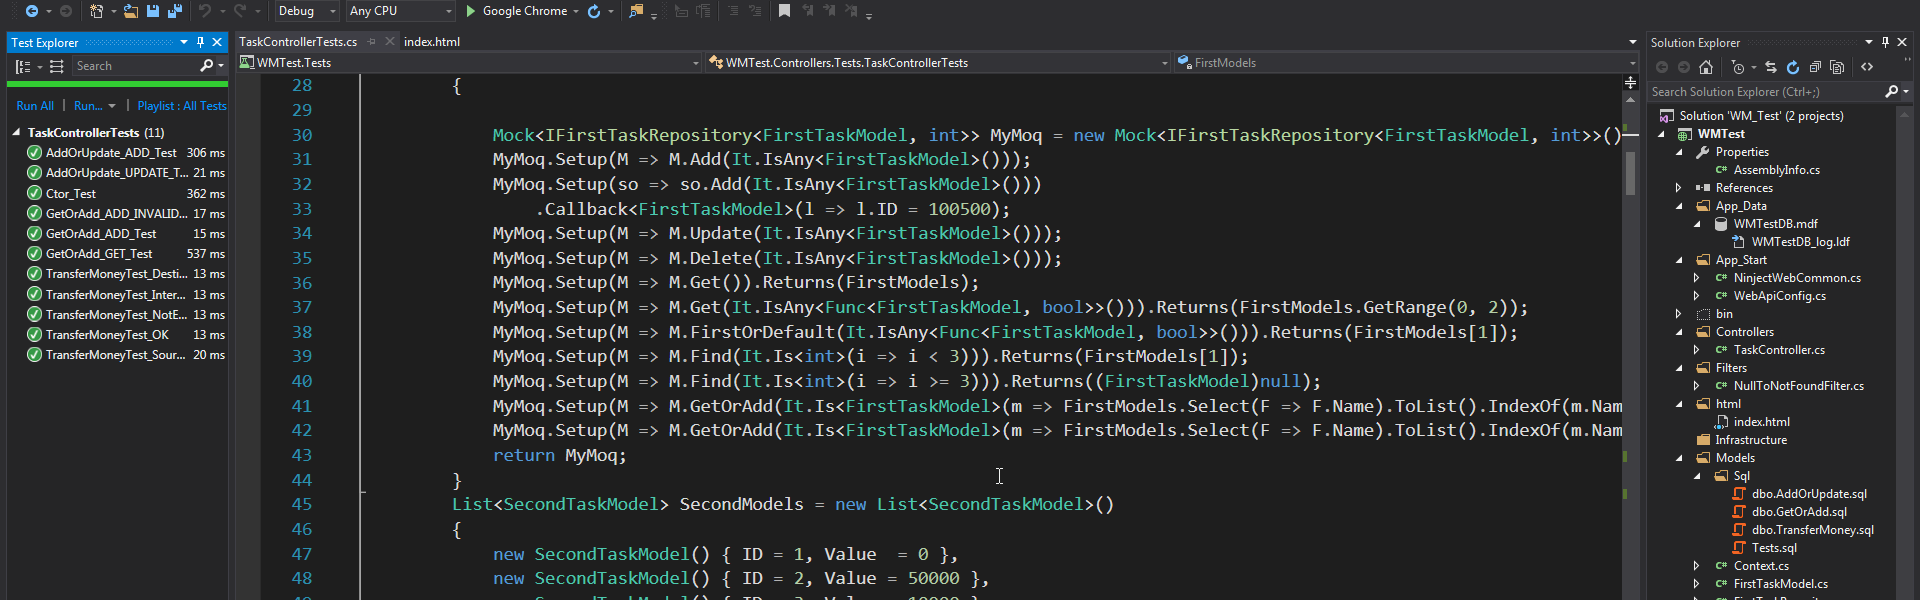 Debug
Any CPU
Google Chrome
Test Explorer
Search
Run All | Run... | Playlist : All Tests
TaskControllerTests (11)
AddOrUpdate_ADD_Test 306 ms
AddOrUpdate_UPDATE_T... 21 ms
Ctor_Test 362 ms
GetOrAdd_ADD_INVALID... 17 ms
GetOrAdd_ADD_Test 15 ms
GetOrAdd_GET_Test 537 ms
TransferMoneyTest_Desti... 13 ms
TransferMoneyTest_Inter... 13 ms
TransferMoneyTest_NotE... 13 ms
TransferMoneyTest_OK 13 ms
TransferMoneyTest_Sour... 20 ms
TaskControllerTests.cs
index.html
WMTest.Tests
WMTest.Controllers.Tests.TaskControllerTests
FirstModels
28 {
29
30 Mock<IFirstTaskRepository<FirstTaskModel, int>> MyMoq = new Mock<IFirstTaskRepository<FirstTaskModel, int>>()
31 MyMoq.Setup(M => M.Add(It.IsAny<FirstTaskModel>()));
32 MyMoq.Setup(so => so.Add(It.IsAny<FirstTaskModel>()))
33 .Callback<FirstTaskModel>(l => l.ID = 100500);
34 MyMoq.Setup(M => M.Update(It.IsAny<FirstTaskModel>()));
35 MyMoq.Setup(M => M.Delete(It.IsAny<FirstTaskModel>()));
36 MyMoq.Setup(M => M.Get()).Returns(FirstModels);
37 MyMoq.Setup(M => M.Get(It.IsAny<Func<FirstTaskModel, bool>>())).Returns(FirstModels.GetRange(0, 2));
38 MyMoq.Setup(M => M.FirstOrDefault(It.IsAny<Func<FirstTaskModel, bool>>())).Returns(FirstModels[1]);
39 MyMoq.Setup(M => M.Find(It.Is<int>(i => i < 3))).Returns(FirstModels[1]);
40 MyMoq.Setup(M => M.Find(It.Is<int>(i => i >= 3))).Returns((FirstTaskModel)null);
41 MyMoq.Setup(M => M.GetOrAdd(It.Is<FirstTaskModel>(m => FirstModels.Select(F => F.Name).ToList().IndexOf(m.Nam
42 MyMoq.Setup(M => M.GetOrAdd(It.Is<FirstTaskModel>(m => FirstModels.Select(F => F.Name).ToList().IndexOf(m.Nam
43 return MyMoq;
44 }
45 List<SecondTaskModel> SecondModels = new List<SecondTaskModel>()
46 {
47 new SecondTaskModel() { ID = 1, Value  = 0 },
48 new SecondTaskModel() { ID = 2, Value = 50000 },
Solution Explorer
Search Solution Explorer (Ctrl+;)
Solution 'WM_Test' (2 projects)
WMTest
Properties
AssemblyInfo.cs
References
App_Data
WMTestDB.mdf
WMTestDB_log.ldf
App_Start
NinjectWebCommon.cs
WebApiConfig.cs
bin
Controllers
TaskController.cs
Filters
NullToNotFoundFilter.cs
html
index.html
Infrastructure
Models
Sql
dbo.AddOrUpdate.sql
dbo.GetOrAdd.sql
dbo.TransferMoney.sql
Tests.sql
Context.cs
FirstTaskModel.cs